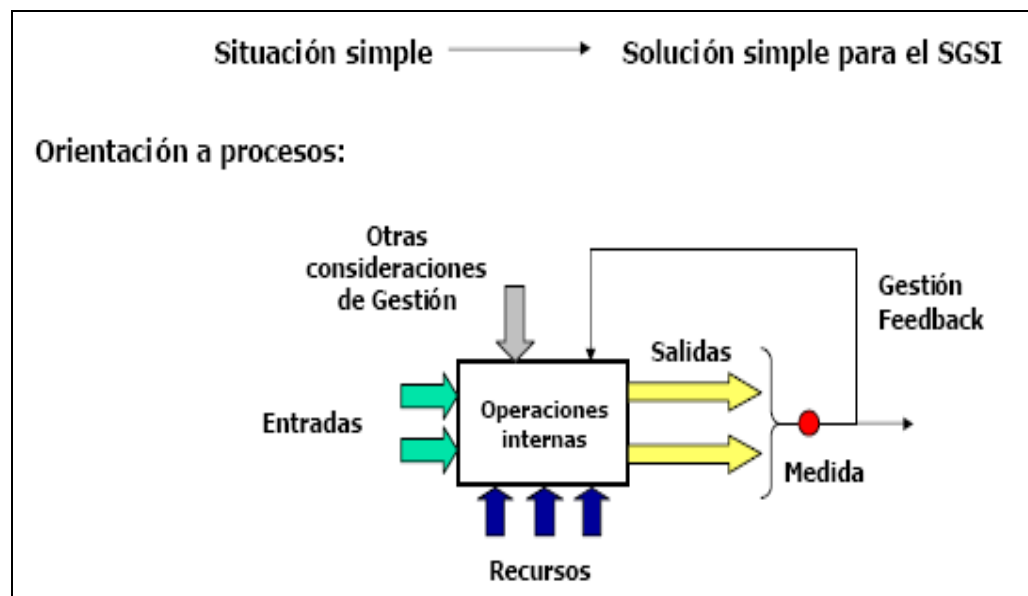 Situación simple
Solución simple para el SGSI
Orientación a procesos:
Otras
consideraciones
de Gestión
Gestión
Feedback
Salidas
Entradas
Operaciones
internas
Medida
Recursos